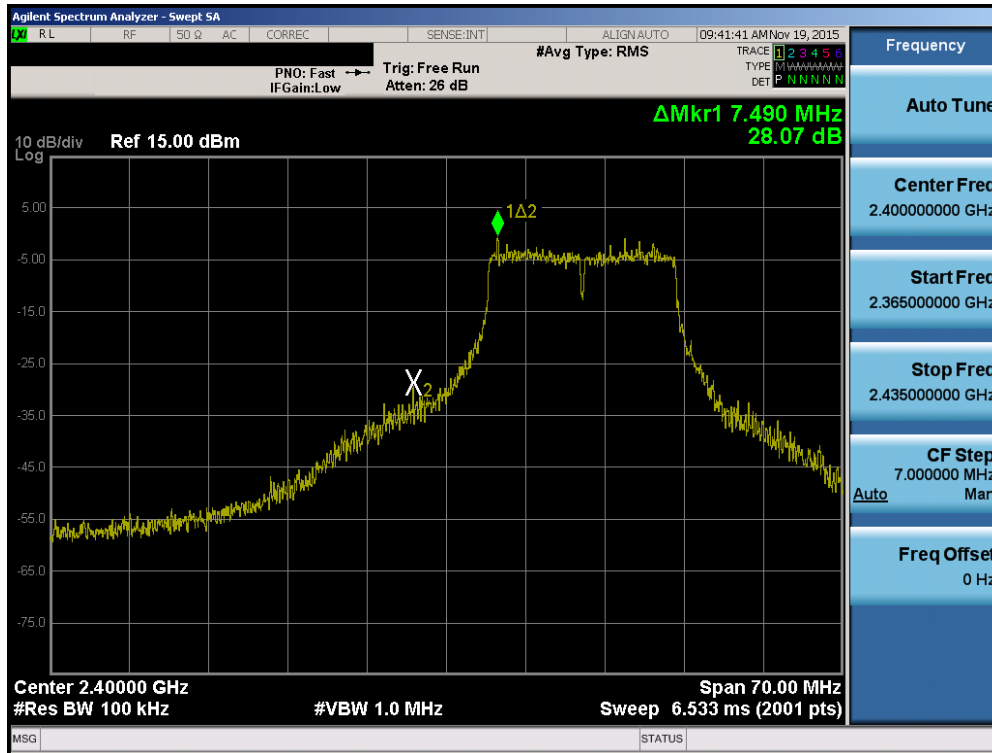 Agilent Spectrum Analyzer - Swept SA
LXI R L RF 50 Ω AC CORREC SENSE:INT ALIGN AUTO 09:41:41 AM Nov 19, 2015
#Avg Type: RMS TRACE 1 2 3 4 5 6
PNO: Fast Trig: Free Run TYPE M
IFGain:Low Atten: 26 dB DET P N N N N N
ΔMkr1 7.490 MHz
28.07 dB
10 dB/div Ref 15.00 dBm
Log
5.00
1Δ2
-5.00
-15.0
-25.0
X2
-35.0
-45.0
-55.0
-65.0
-75.0
Center 2.40000 GHz Span 70.00 MHz
#Res BW 100 kHz #VBW 1.0 MHz Sweep 6.533 ms (2001 pts)
MSG STATUS
Frequency
Auto Tune
Center Freq
2.400000000 GHz
Start Freq
2.365000000 GHz
Stop Freq
2.435000000 GHz
CF Step
7.000000 MHz
Auto Man
Freq Offset
0 Hz